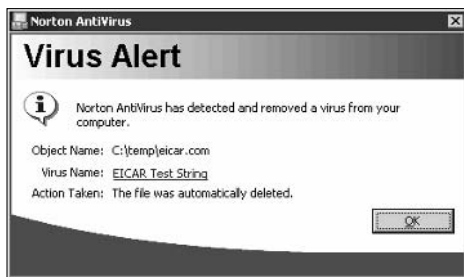 Norton AntiVirus
Virus Alert
Norton AntiVirus has detected and removed a virus from your
computer.
Object Name: C:\temp\eicar.com
Virus Name: EICAR Test String
Action Taken: The file was automatically deleted.
OK